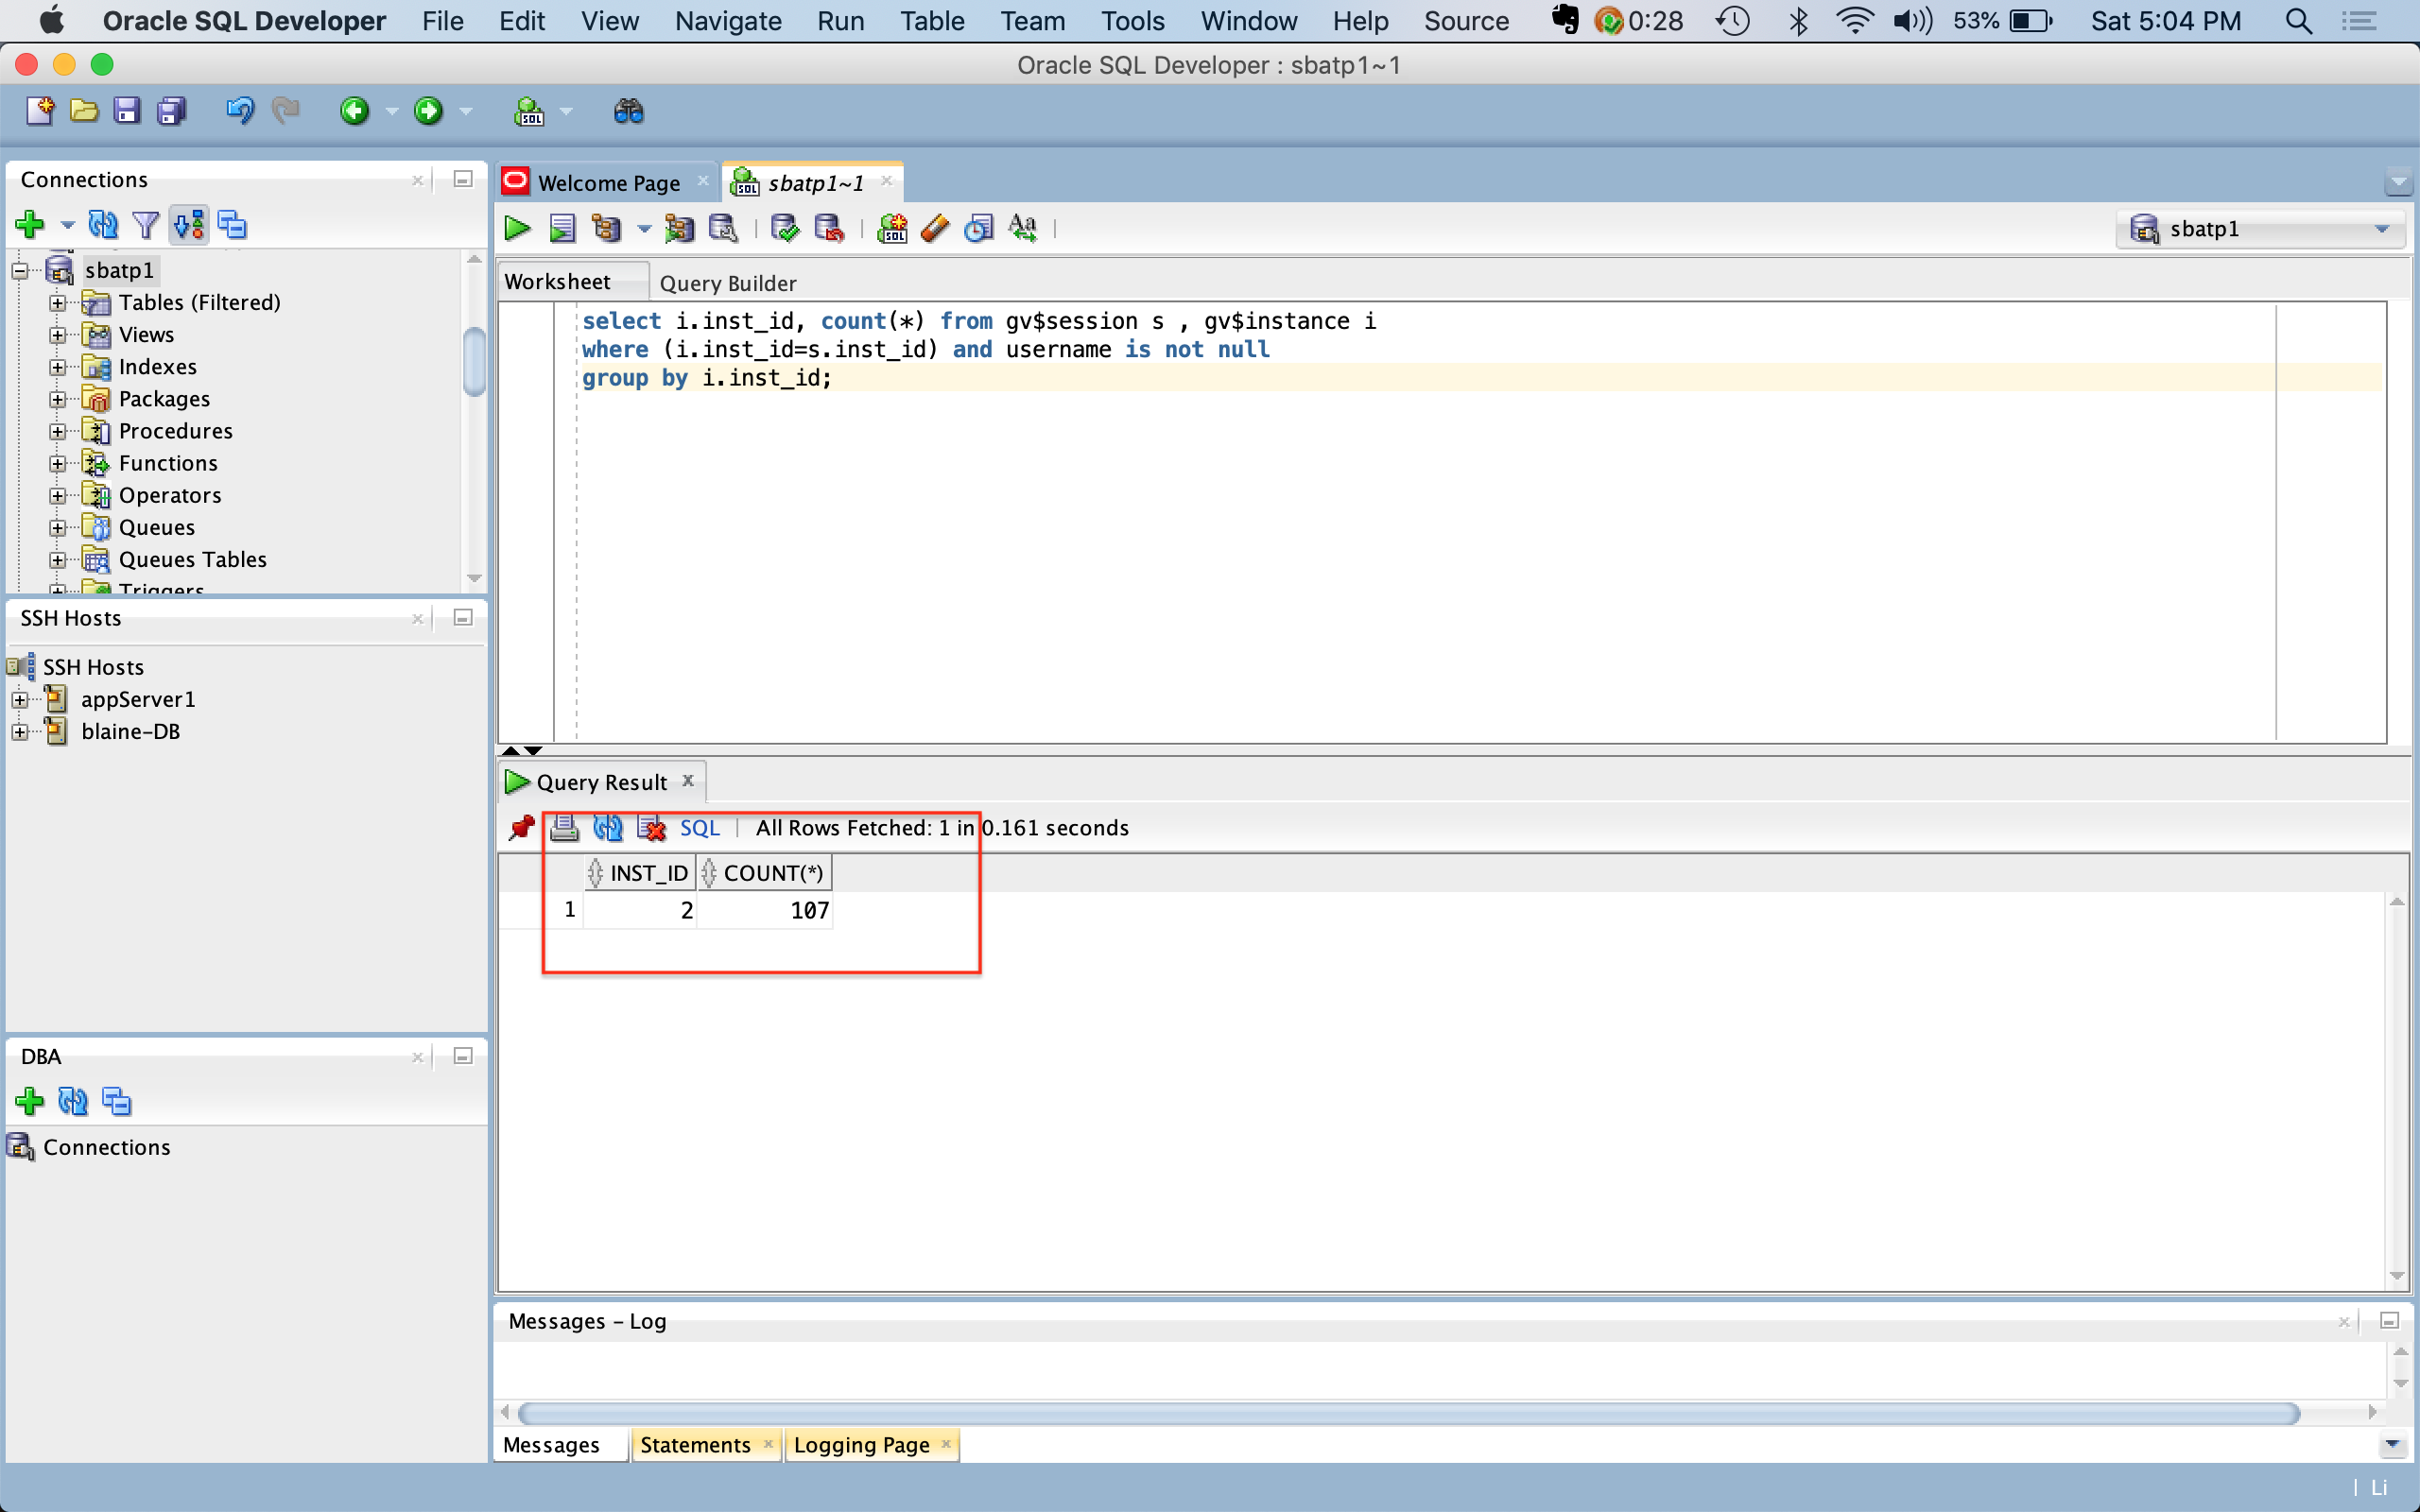 Oracle SQL Developer File Edit View Navigate Run Table Team Tools Window Help Source 0:28 53% Sat 5:04 PM
Oracle SQL Developer : sbatp1~1
Connections
sbatp1
Tables (Filtered)
Views
Indexes
Packages
Procedures
Functions
Operators
Queues
Queues Tables
Triggers
SSH Hosts
SSH Hosts
appServer1
blaine-DB
DBA
Connections
Welcome Page sbatp1~1
sbatp1
Worksheet Query Builder
select i.inst_id, count(*) from gv$session s , gv$instance i
where (i.inst_id=s.inst_id) and username is not null
group by i.inst_id;
Query Result
SQL All Rows Fetched: 1 in 0.161 seconds
INST_ID COUNT(*)
1 2 107
Messages - Log
Messages Statements Logging Page
Li